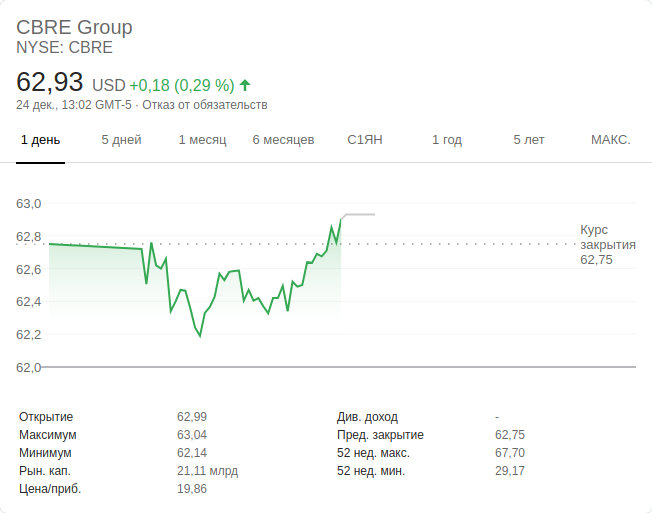 CBRE Group
NYSE: CBRE
62,93 USD +0,18 (0,29 %)
24 дек., 13:02 GMT-5 · Отказ от обязательств
1 день 5 дней 1 месяц 6 месяцев С1ЯН 1 год 5 лет МАКС.
63,0
62,8
62,6
62,4
62,2
62,0
Курс
закрытия
62,75
Открытие 62,99 Див. доход -
Максимум 63,04 Пред. закрытие 62,75
Минимум 62,14 52 нед. макс. 67,70
Рын. кап. 21,11 млрд 52 нед. мин. 29,17
Цена/приб. 19,86